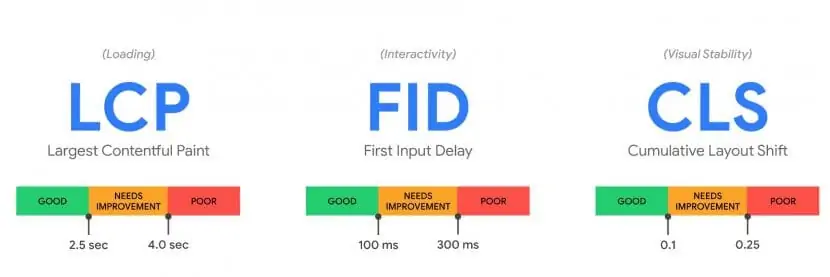 (Loading)
LCP
Largest Contentful Paint
GOOD
NEEDS
IMPROVEMENT
POOR
2.5 sec
4.0 sec
(Interactivity)
FID
First Input Delay
GOOD
NEEDS
IMPROVEMENT
POOR
100 ms
300 ms
(Visual Stability)
CLS
Cumulative Layout Shift
GOOD
NEEDS
IMPROVEMENT
POOR
0.1
0.25